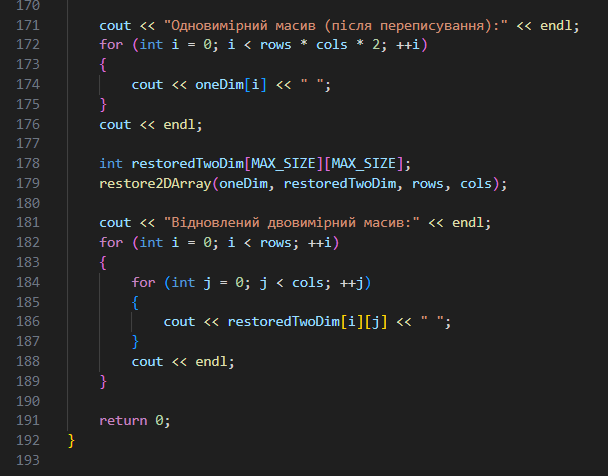 170
171 cout << "Одновимірний масив (після переписування):" << endl;
172 for (int i = 0; i < rows * cols * 2; ++i)
173 {
174 cout << oneDim[i] << " ";
175 }
176 cout << endl;
177
178 int restoredTwoDim[MAX_SIZE][MAX_SIZE];
179 restore2DArray(oneDim, restoredTwoDim, rows, cols);
180
181 cout << "Відновлений двовимірний масив:" << endl;
182 for (int i = 0; i < rows; ++i)
183 {
184 for (int j = 0; j < cols; ++j)
185 {
186 cout << restoredTwoDim[i][j] << " ";
187 }
188 cout << endl;
189 }
190
191 return 0;
192 }
193